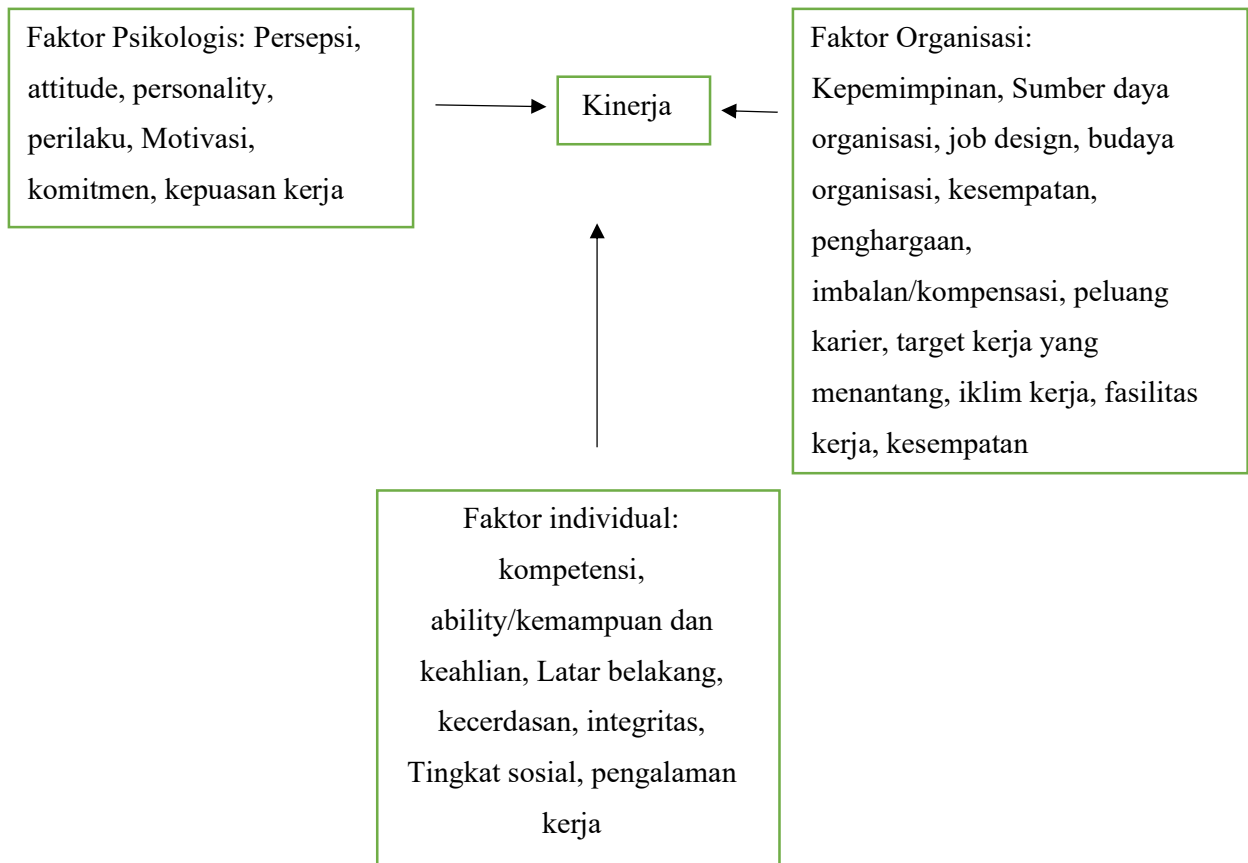 Faktor Psikologis: Persepsi,
attitude, personality,
perilaku, Motivasi,
komitmen, kepuasan kerja
Kinerja
Faktor Organisasi:
Kepemimpinan, Sumber daya
organisasi, job design, budaya
organisasi, kesempatan,
penghargaan,
imbalan/kompensasi, peluang
karier, target kerja yang
menantang, iklim kerja, fasilitas
kerja, kesempatan
Faktor individual:
kompetensi,
ability/kemampuan dan
keahlian, Latar belakang,
kecerdasan, integritas,
Tingkat sosial, pengalaman
kerja